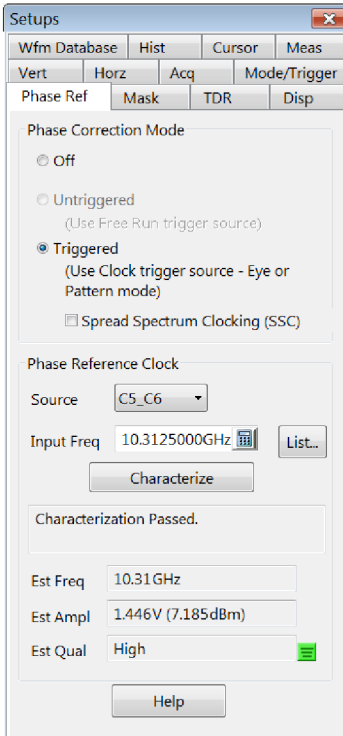 Setups
Wfm Database Hist Cursor Meas
Vert Horz Acq Mode/Trigger
Phase Ref Mask TDR Disp
Phase Correction Mode
Off
Untriggered
(Use Free Run trigger source)
Triggered
(Use Clock trigger source - Eye or
Pattern mode)
Spread Spectrum Clocking (SSC)
Phase Reference Clock
Source C5_C6
Input Freq 10.3125000GHz List...
Characterize
Characterization Passed.
Est Freq 10.31GHz
Est Ampl 1.446V (7.185dBm)
Est Qual High
Help